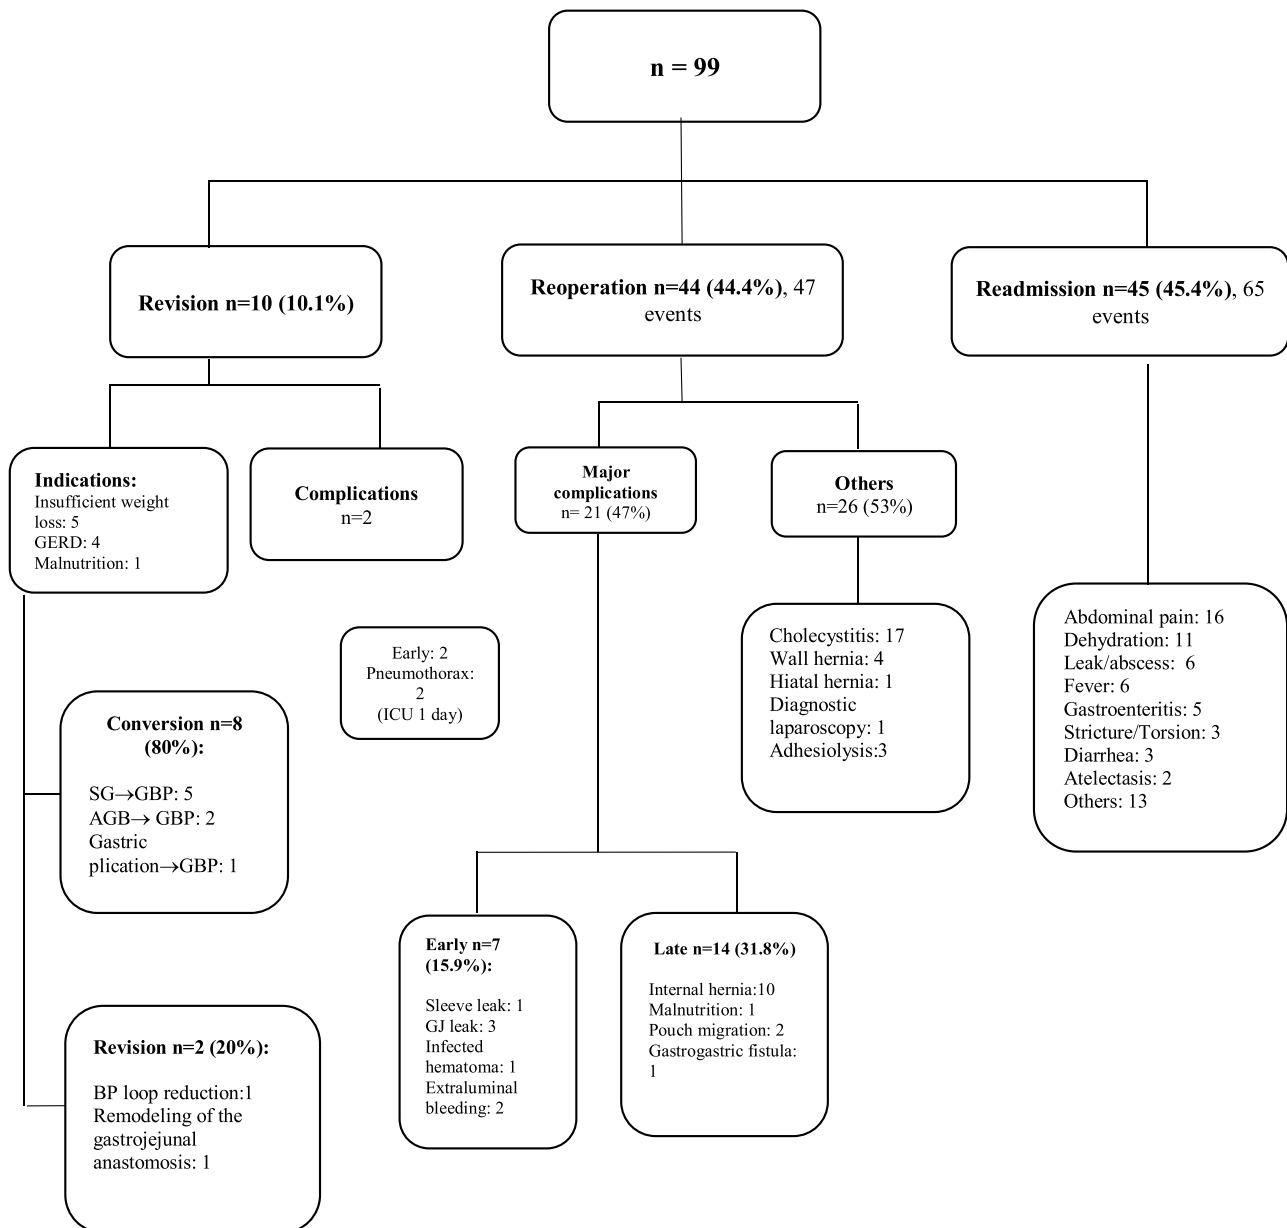 n = 99
Revision n=10 (10.1%)
Reoperation n=44 (44.4%), 47
events
Readmission n=45 (45.4%), 65
events
Indications:
Insufficient weight
loss: 5
GERD: 4
Malnutrition: 1
Complications
n=2
Major
complications
n= 21 (47%)
Others
n=26 (53%)
Early: 2
Pneumothorax:
2
(ICU 1 day)
Cholecystitis: 17
Wall hernia: 4
Hiatal hernia: 1
Diagnostic
laparoscopy: 1
Adhesiolysis:3
Abdominal pain: 16
Dehydration: 11
Leak/abscess:  6
Fever: 6
Gastroenteritis: 5
Stricture/Torsion: 3
Diarrhea: 3
Atelectasis: 2
Others: 13
Conversion n=8
(80%):
SG→GBP: 5
AGB→ GBP: 2
Gastric
plication→GBP: 1
Early n=7
(15.9%):
Sleeve leak: 1
GJ leak: 3
Infected
hematoma: 1
Extraluminal
bleeding: 2
Late n=14 (31.8%)
Internal hernia:10
Malnutrition: 1
Pouch migration: 2
Gastrogastric fistula:
1
Revision n=2 (20%):
BP loop reduction:1
Remodeling of the
gastrojejunal
anastomosis: 1